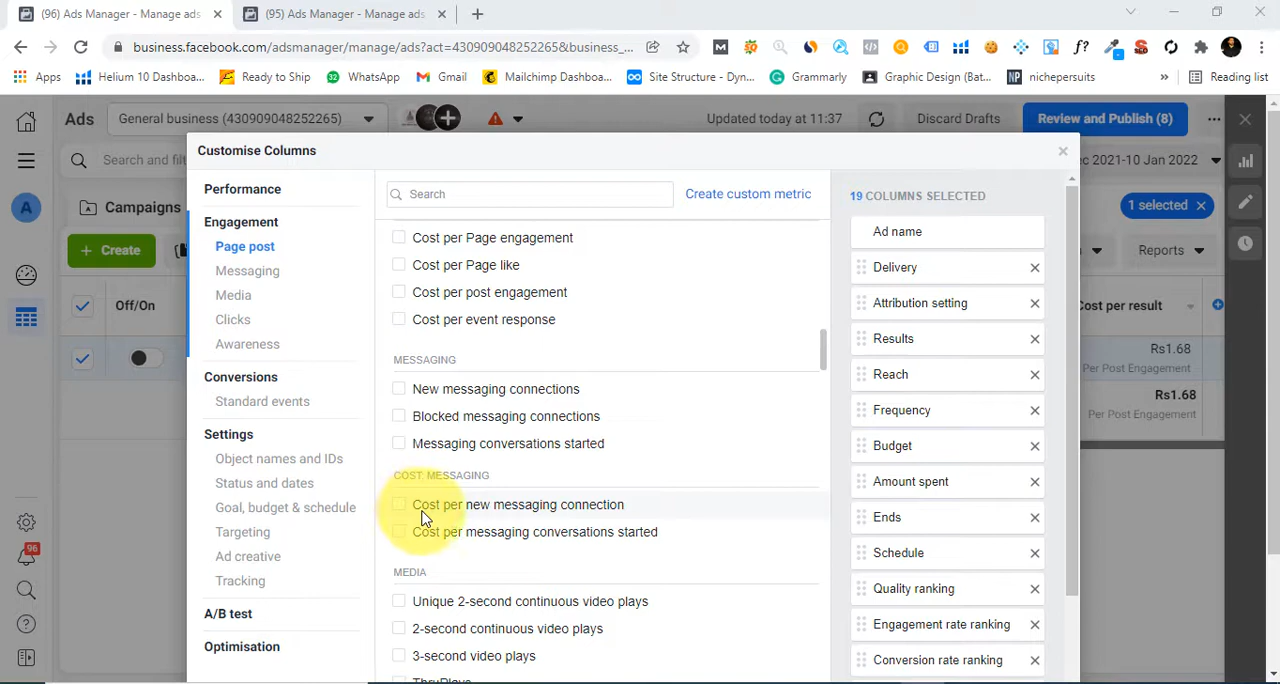 (96) Ads Manager - Manage ads
(95) Ads Manager - Manage ads
business.facebook.com/adsmanager/manage/ads?act=430909048252265&business_...
Apps
Helium 10 Dashboa...
Ready to Ship
32
WhatsApp
Gmail
Mailchimp Dashboa...
Site Structure - Dyn...
Grammarly
Graphic Design (Bat...
NP
nichepersuits
Reading list
Ads
General business (430909048252265)
Updated today at 11:37
Discard Drafts
Review and Publish (8)
Search and filt
ec 2021-10 Jan 2022
Campaigns
1 selected
Create
Reports
Off/On
Cost per result
Rs1.68
Per Post Engagement
Rs1.68
Per Post Engagement
A
96
Customise Columns
Performance
Engagement
Page post
Messaging
Media
Clicks
Awareness
Conversions
Standard events
Settings
Object names and IDs
Status and dates
Goal, budget & schedule
Targeting
Ad creative
Tracking
A/B test
Optimisation
Search
Create custom metric
Cost per Page engagement
Cost per Page like
Cost per post engagement
Cost per event response
MESSAGING
New messaging connections
Blocked messaging connections
Messaging conversations started
COST: MESSAGING
Cost per new messaging connection
Cost per messaging conversations started
MEDIA
Unique 2-second continuous video plays
2-second continuous video plays
3-second video plays
ThruPlays
19 COLUMNS SELECTED
Ad name
Delivery
Attribution setting
Results
Reach
Frequency
Budget
Amount spent
Ends
Schedule
Quality ranking
Engagement rate ranking
Conversion rate ranking